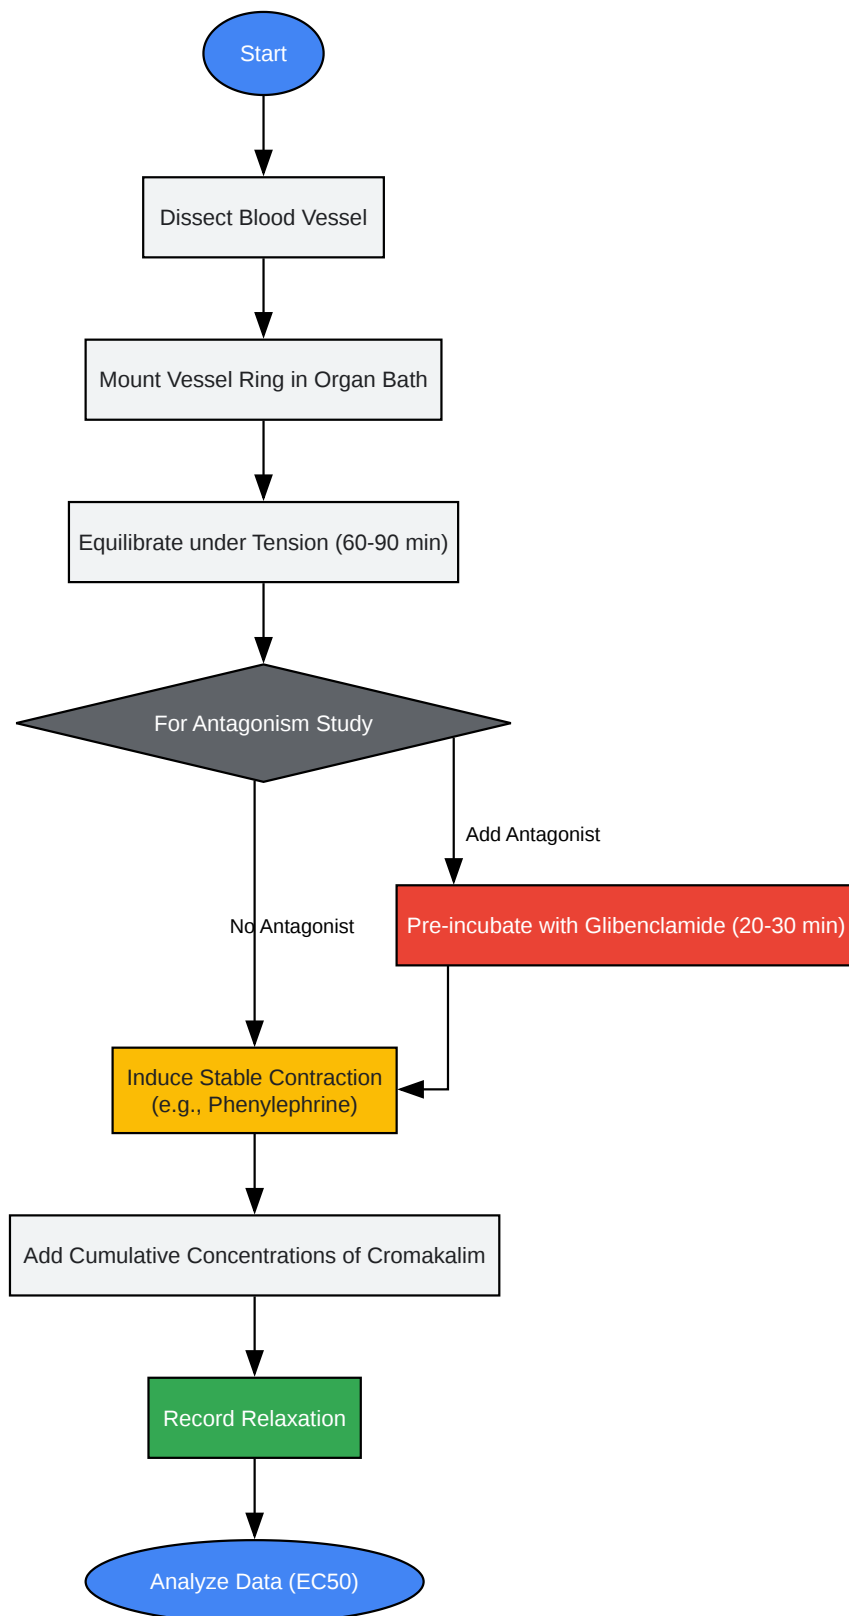 Start
Dissect Blood Vessel
Mount Vessel Ring in Organ Bath
Equilibrate under Tension (60-90 min)
For Antagonism Study
Add Antagonist
No Antagonist
Pre-incubate with Glibenclamide (20-30 min)
Induce Stable Contraction
(e.g., Phenylephrine)
Add Cumulative Concentrations of Cromakalim
Record Relaxation
Analyze Data (EC50)